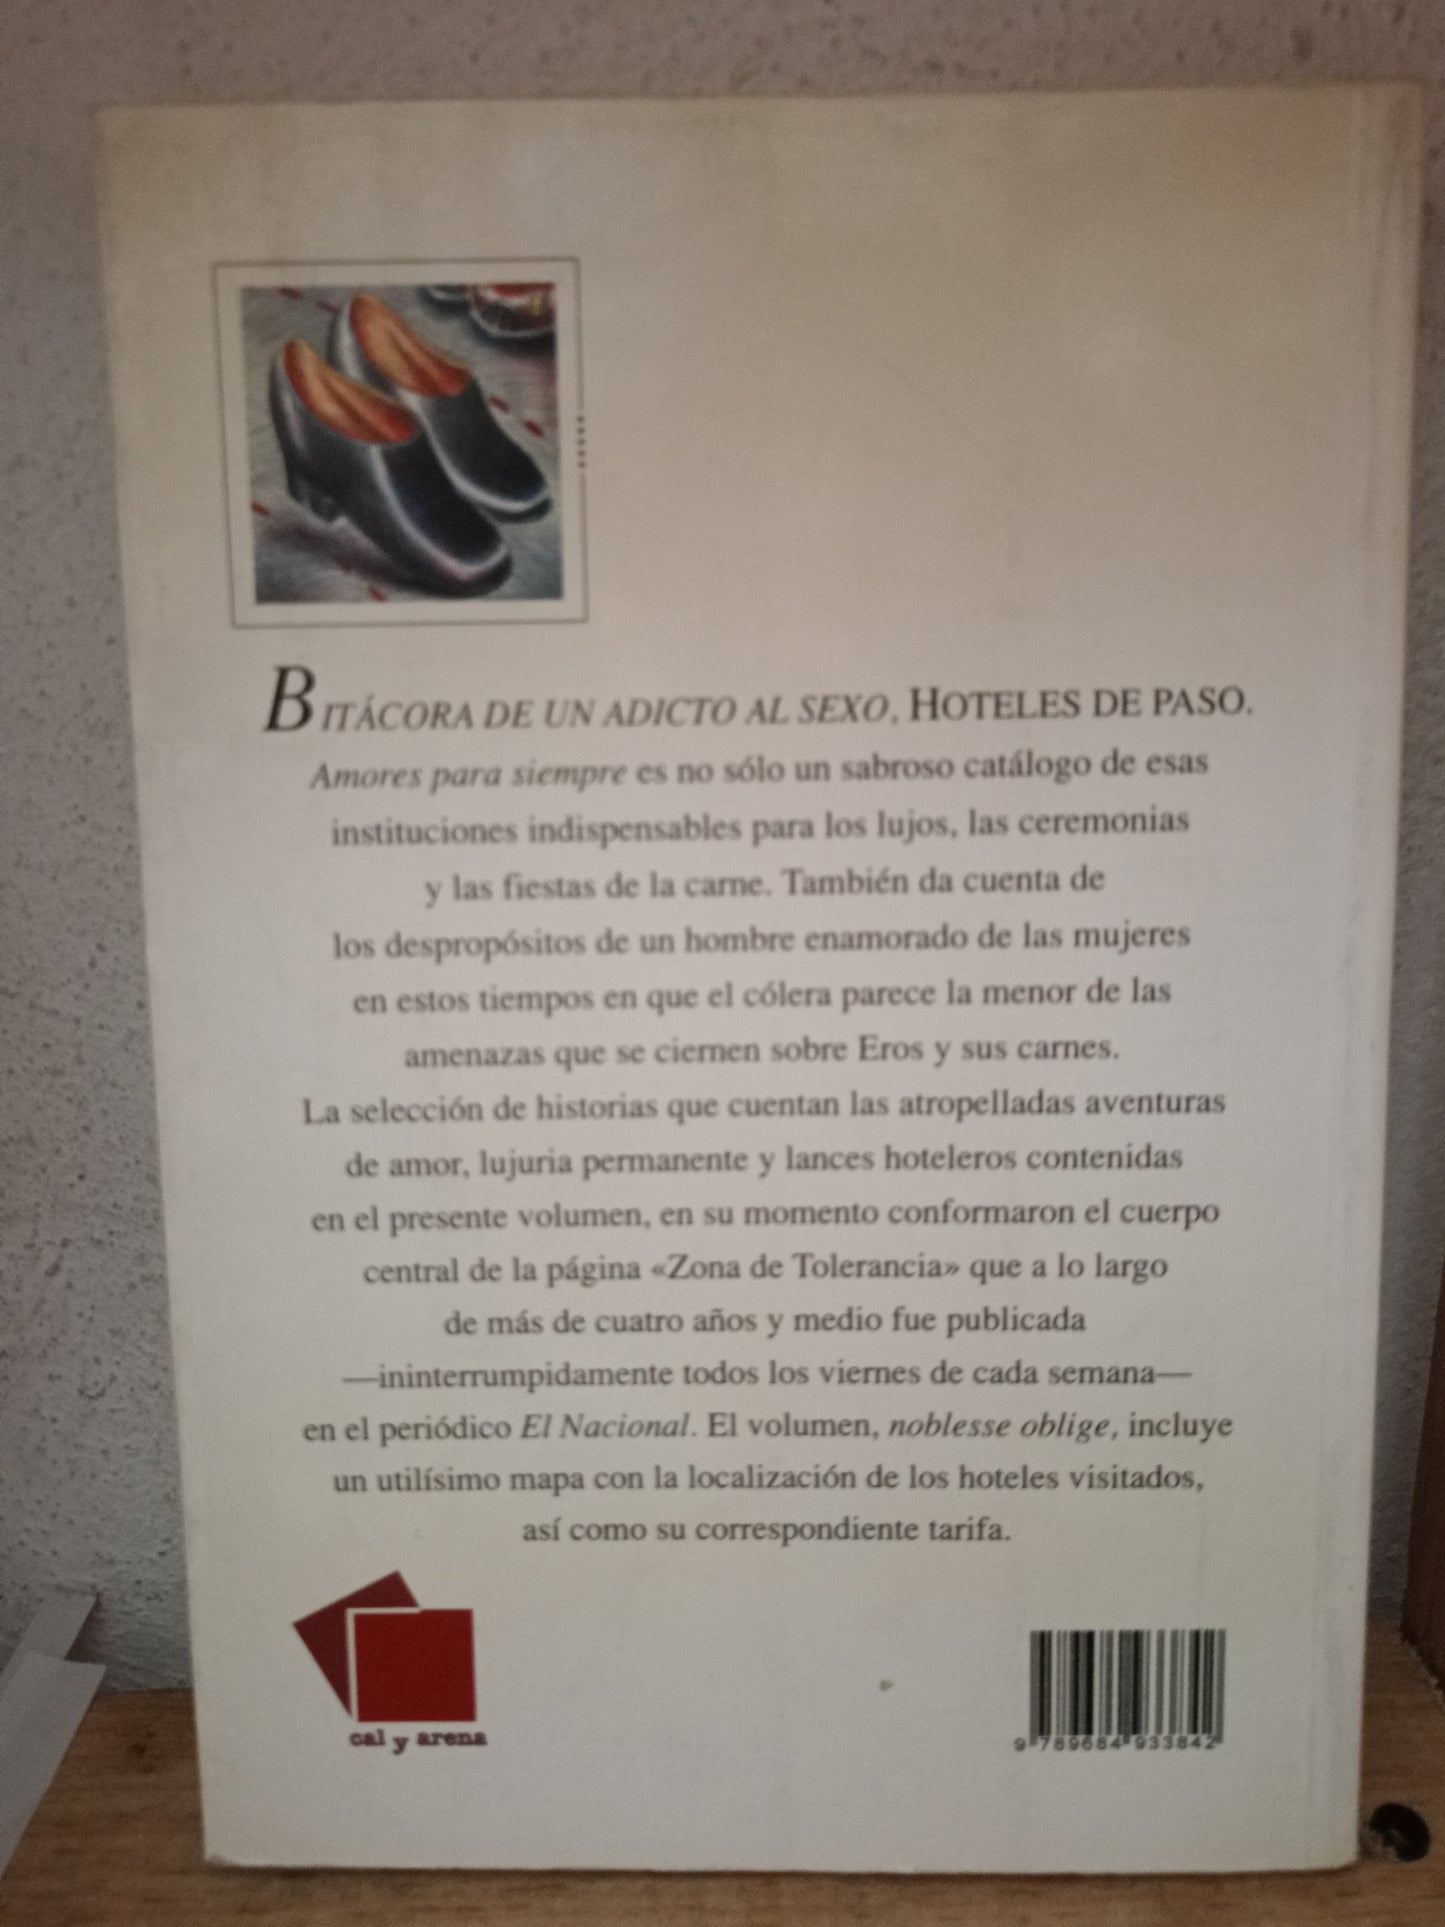 BITÁCORA DE UN ADICTO AL SEXO, HOTELES DE PASO.
Amores para siempre es no sólo un sabroso catálogo de esas
instituciones indispensables para los lujos, las ceremonias
y las fiestas de la carne. También da cuenta de
los despropósitos de un hombre enamorado de las mujeres
en estos tiempos en que el cólera parece la menor de las
amenazas que se ciernen sobre Eros y sus carnes.
La selección de historias que cuentan las atropelladas aventuras
de amor, lujuria permanente y lances hoteleros contenidas
en el presente volumen, en su momento conformaron el cuerpo
central de la página «Zona de Tolerancia» que a lo largo
de más de cuatro años y medio fue publicada
—ininterrumpidamente todos los viernes de cada semana—
en el periódico El Nacional. El volumen, noblesse oblige, incluye
un utilísimo mapa con la localización de los hoteles visitados,
así como su correspondiente tarifa.
cal y arena
9 789684 933842